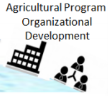 Agricultural Program
Organizational
Development